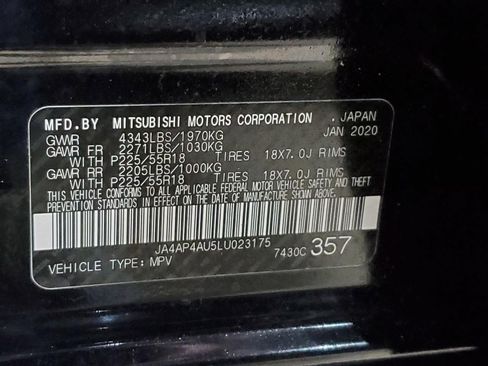 MFD.BY MITSUBISHI MOTORS CORPORATION . JAPAN
GVWR 4343LBS/1970KG JAN 2020
GAWR FR 2271LBS/1030KG
WITH P225/55R18 TIRES 18X7.0J RIMS
GAWR RR 2205LBS/1000KG
WITH P225/55R18 TIRES 18X7.0J RIMS
THIS VEHICLE CONFORMS TO ALL APPLICABLE FEDERAL MOTOR VEHICLE SAFETY AND THEFT
PREVENTION STANDARDS IN EFFECT ON THE DATE OF MANUFACTURE SHOWN ABOVE.
JA4AP4AU5LU023175
7430C 357
VEHICLE TYPE: MPV